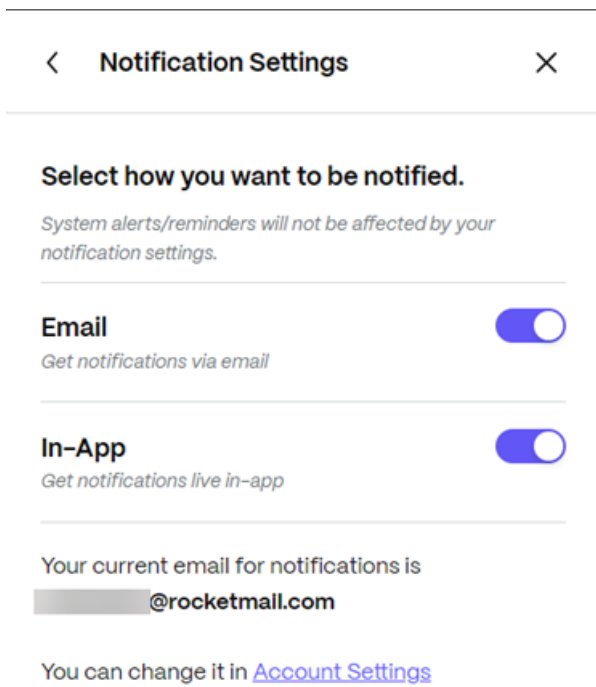 Notification Settings
Select how you want to be notified.
System alerts/reminders will not be affected by your
notification settings.
Email
Get notifications via email
In-App
Get notifications live in-app
Your current email for notifications is
@rocketmail.com
You can change it in Account Settings